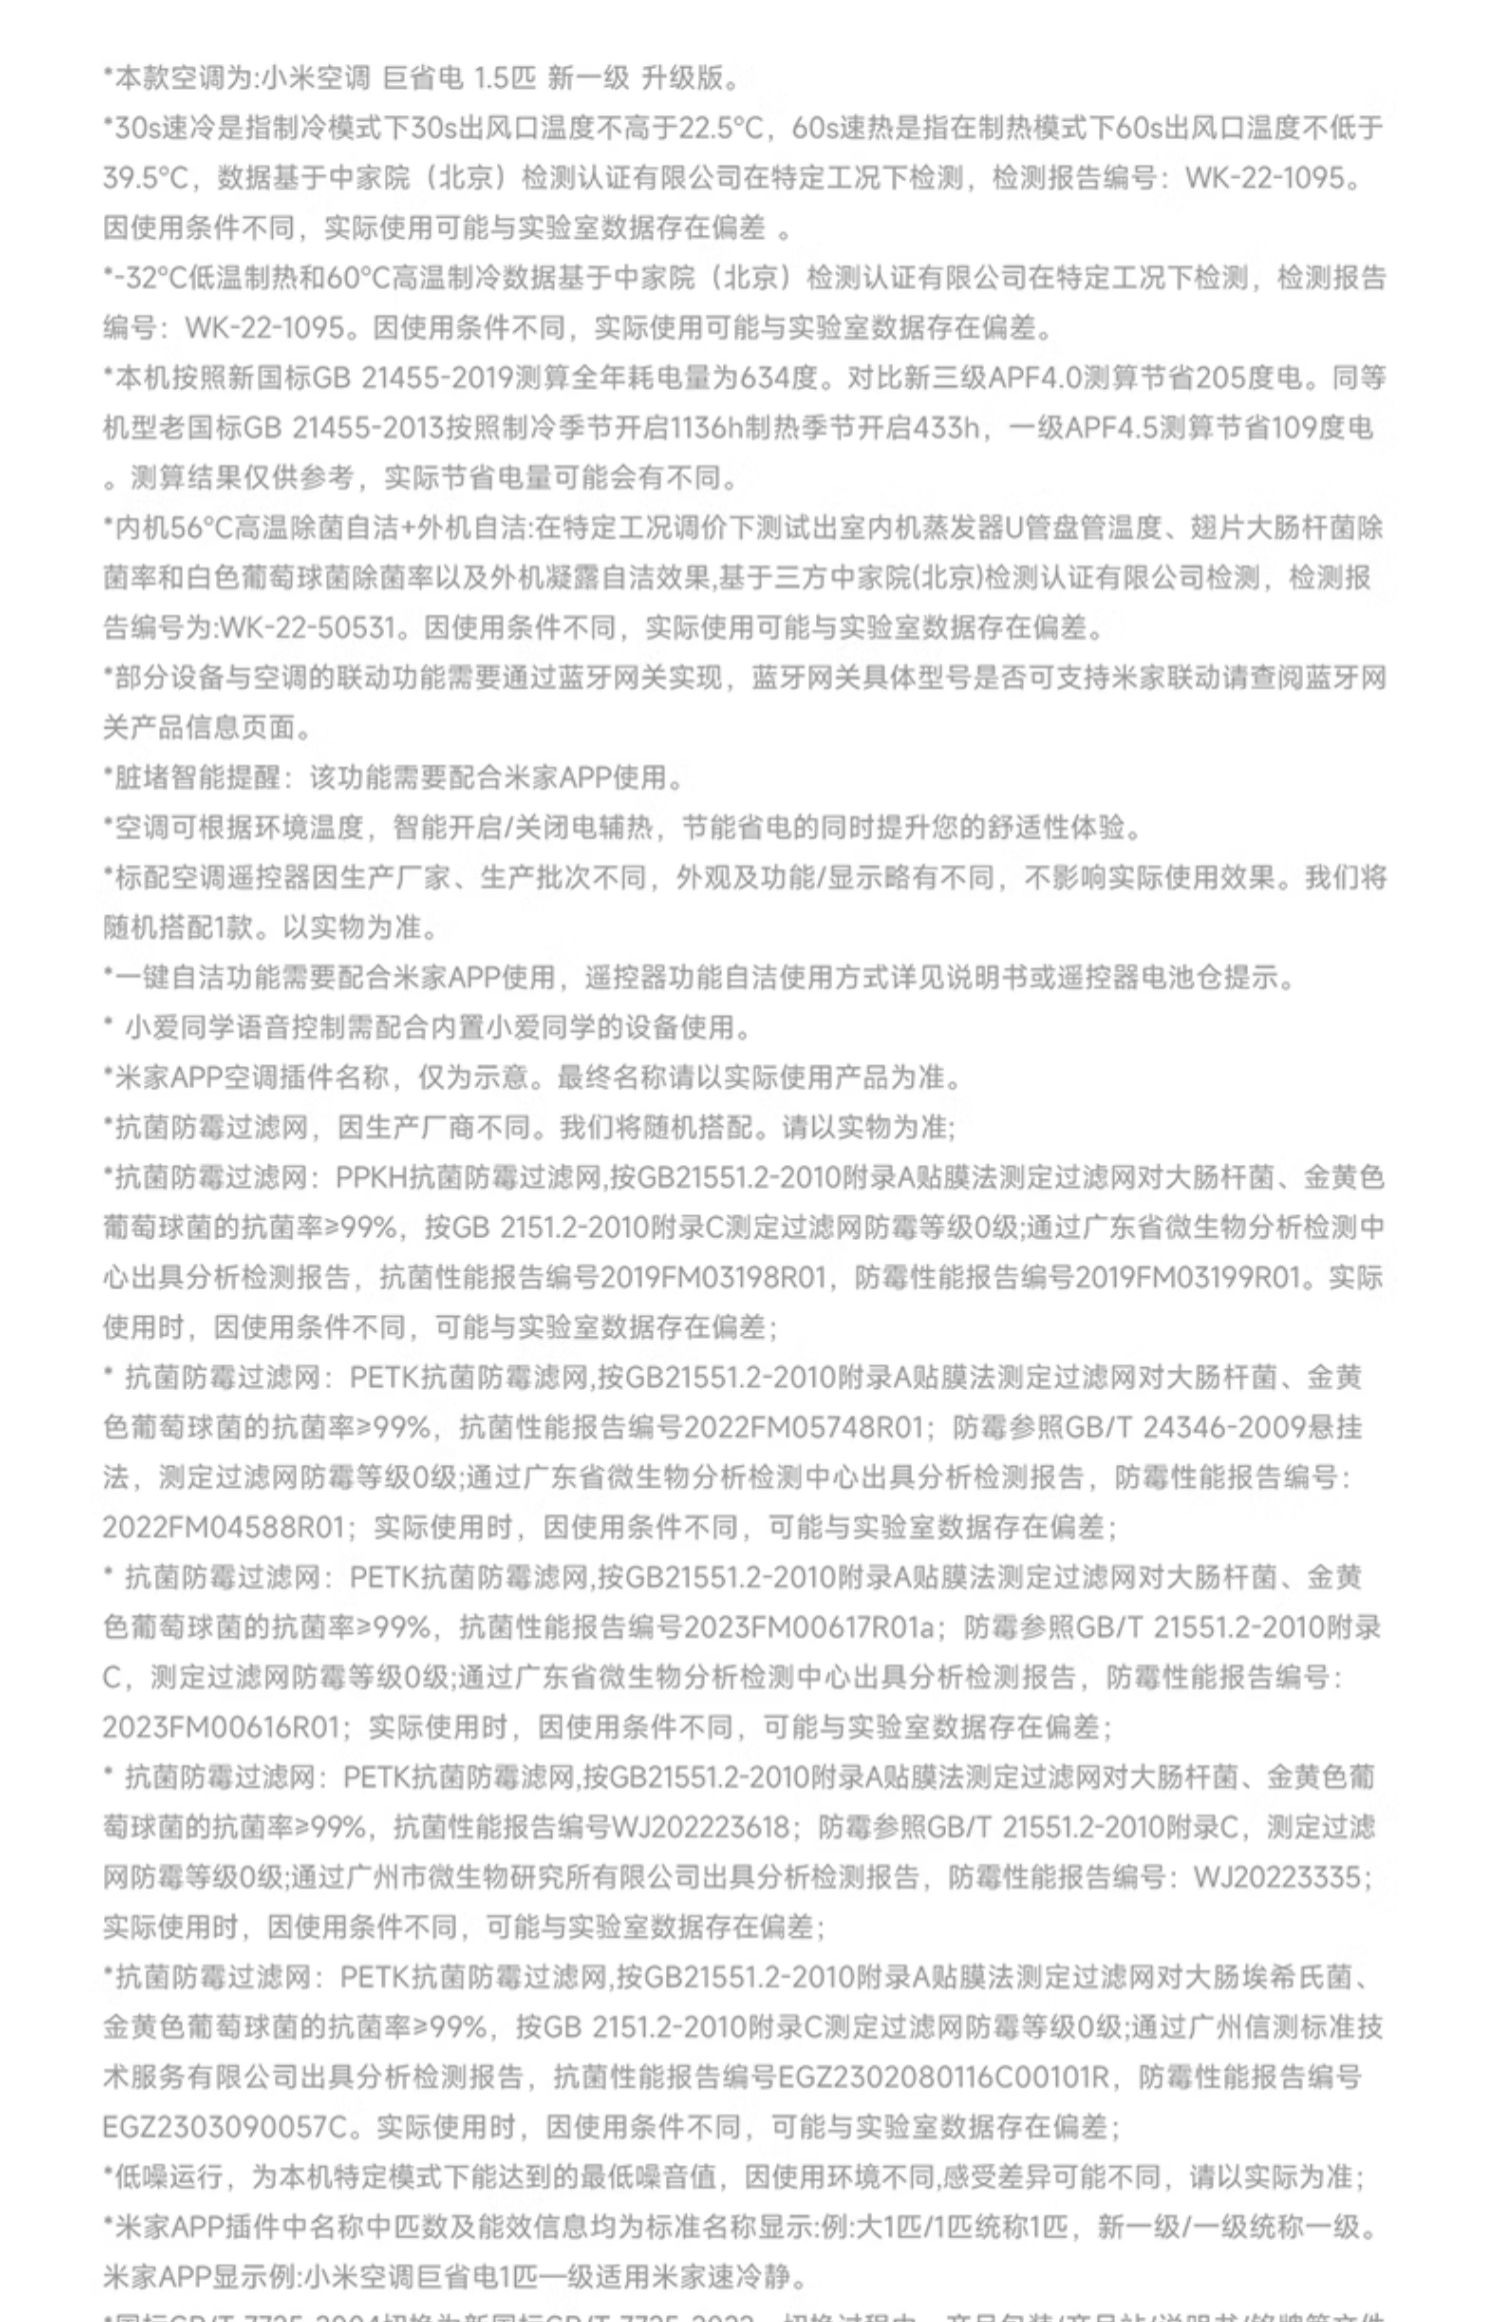 *本款空调为:小米空调 巨省电 1.5匹 新一级 升级版。
*30s速冷是指制冷模式下30s出风口温度不高于22.5℃，60s速热是指在制热模式下60s出风口温度不低于
39.5℃，数据基于中家院（北京）检测认证有限公司在特定工况下检测，检测报告编号：WK-22-1095。
因使用条件不同，实际使用可能与实验室数据存在偏差 。
*-32℃低温制热和60℃高温制冷数据基于中家院（北京）检测认证有限公司在特定工况下检测，检测报告
编号：WK-22-1095。因使用条件不同，实际使用可能与实验室数据存在偏差。
*本机按照新国标GB 21455-2019测算全年耗电量为634度。对比新三级APF4.0测算节省205度电。同等
机型老国标GB 21455-2013按照制冷季节开启1136h制热季节开启433h，一级APF4.5测算节省109度电
。测算结果仅供参考，实际节省电量可能会有不同。
*内机56℃高温除菌自洁+外机自洁:在特定工况调价下测试出室内机蒸发器U管盘管温度、翅片大肠杆菌除
菌率和白色葡萄球菌除菌率以及外机凝露自洁效果,基于三方中家院(北京)检测认证有限公司检测，检测报
告编号为:WK-22-50531。因使用条件不同，实际使用可能与实验室数据存在偏差。
*部分设备与空调的联动功能需要通过蓝牙网关实现，蓝牙网关具体型号是否可支持米家联动请查阅蓝牙网
关产品信息页面。
*脏堵智能提醒：该功能需要配合米家APP使用。
*空调可根据环境温度，智能开启/关闭电辅热，节能省电的同时提升您的舒适性体验。
*标配空调遥控器因生产厂家、生产批次不同，外观及功能/显示略有不同，不影响实际使用效果。我们将
随机搭配1款。以实物为准。
*一键自洁功能需要配合米家APP使用，遥控器功能自洁使用方式详见说明书或遥控器电池仓提示。
* 小爱同学语音控制需配合内置小爱同学的设备使用。
*米家APP空调插件名称，仅为示意。最终名称请以实际使用产品为准。
*抗菌防霉过滤网，因生产厂商不同。我们将随机搭配。请以实物为准;
*抗菌防霉过滤网：PPKH抗菌防霉过滤网,按GB21551.2-2010附录A贴膜法测定过滤网对大肠杆菌、金黄色
葡萄球菌的抗菌率≥99%，按GB 2151.2-2010附录C测定过滤网防霉等级0级;通过广东省微生物分析检测中
心出具分析检测报告，抗菌性能报告编号2019FM03198R01，防霉性能报告编号2019FM03199R01。实际
使用时，因使用条件不同，可能与实验室数据存在偏差；
* 抗菌防霉过滤网：PETK抗菌防霉滤网,按GB21551.2-2010附录A贴膜法测定过滤网对大肠杆菌、金黄
色葡萄球菌的抗菌率≥99%，抗菌性能报告编号2022FM05748R01；防霉参照GB/T 24346-2009悬挂
法，测定过滤网防霉等级0级;通过广东省微生物分析检测中心出具分析检测报告，防霉性能报告编号：
2022FM04588R01；实际使用时，因使用条件不同，可能与实验室数据存在偏差；
* 抗菌防霉过滤网：PETK抗菌防霉滤网,按GB21551.2-2010附录A贴膜法测定过滤网对大肠杆菌、金黄
色葡萄球菌的抗菌率≥99%，抗菌性能报告编号2023FM00617R01a；防霉参照GB/T 21551.2-2010附录
C，测定过滤网防霉等级0级;通过广东省微生物分析检测中心出具分析检测报告，防霉性能报告编号：
2023FM00616R01；实际使用时，因使用条件不同，可能与实验室数据存在偏差；
* 抗菌防霉过滤网：PETK抗菌防霉滤网,按GB21551.2-2010附录A贴膜法测定过滤网对大肠杆菌、金黄色葡
萄球菌的抗菌率≥99%，抗菌性能报告编号WJ202223618；防霉参照GB/T 21551.2-2010附录C，测定过滤
网防霉等级0级;通过广州市微生物研究所有限公司出具分析检测报告，防霉性能报告编号：WJ20223335；
实际使用时，因使用条件不同，可能与实验室数据存在偏差；
*抗菌防霉过滤网：PETK抗菌防霉过滤网,按GB21551.2-2010附录A贴膜法测定过滤网对大肠埃希氏菌、
金黄色葡萄球菌的抗菌率≥99%，按GB 2151.2-2010附录C测定过滤网防霉等级0级;通过广州信测标准技
术服务有限公司出具分析检测报告，抗菌性能报告编号EGZ2302080116C00101R，防霉性能报告编号
EGZ2303090057C。实际使用时，因使用条件不同，可能与实验室数据存在偏差；
*低噪运行，为本机特定模式下能达到的最低噪音值，因使用环境不同,感受差异可能不同，请以实际为准；
*米家APP插件中名称中匹数及能效信息均为标准名称显示:例:大1匹/1匹统称1匹，新一级/一级统称一级。
米家APP显示例:小米空调巨省电1匹一级适用米家速冷静。